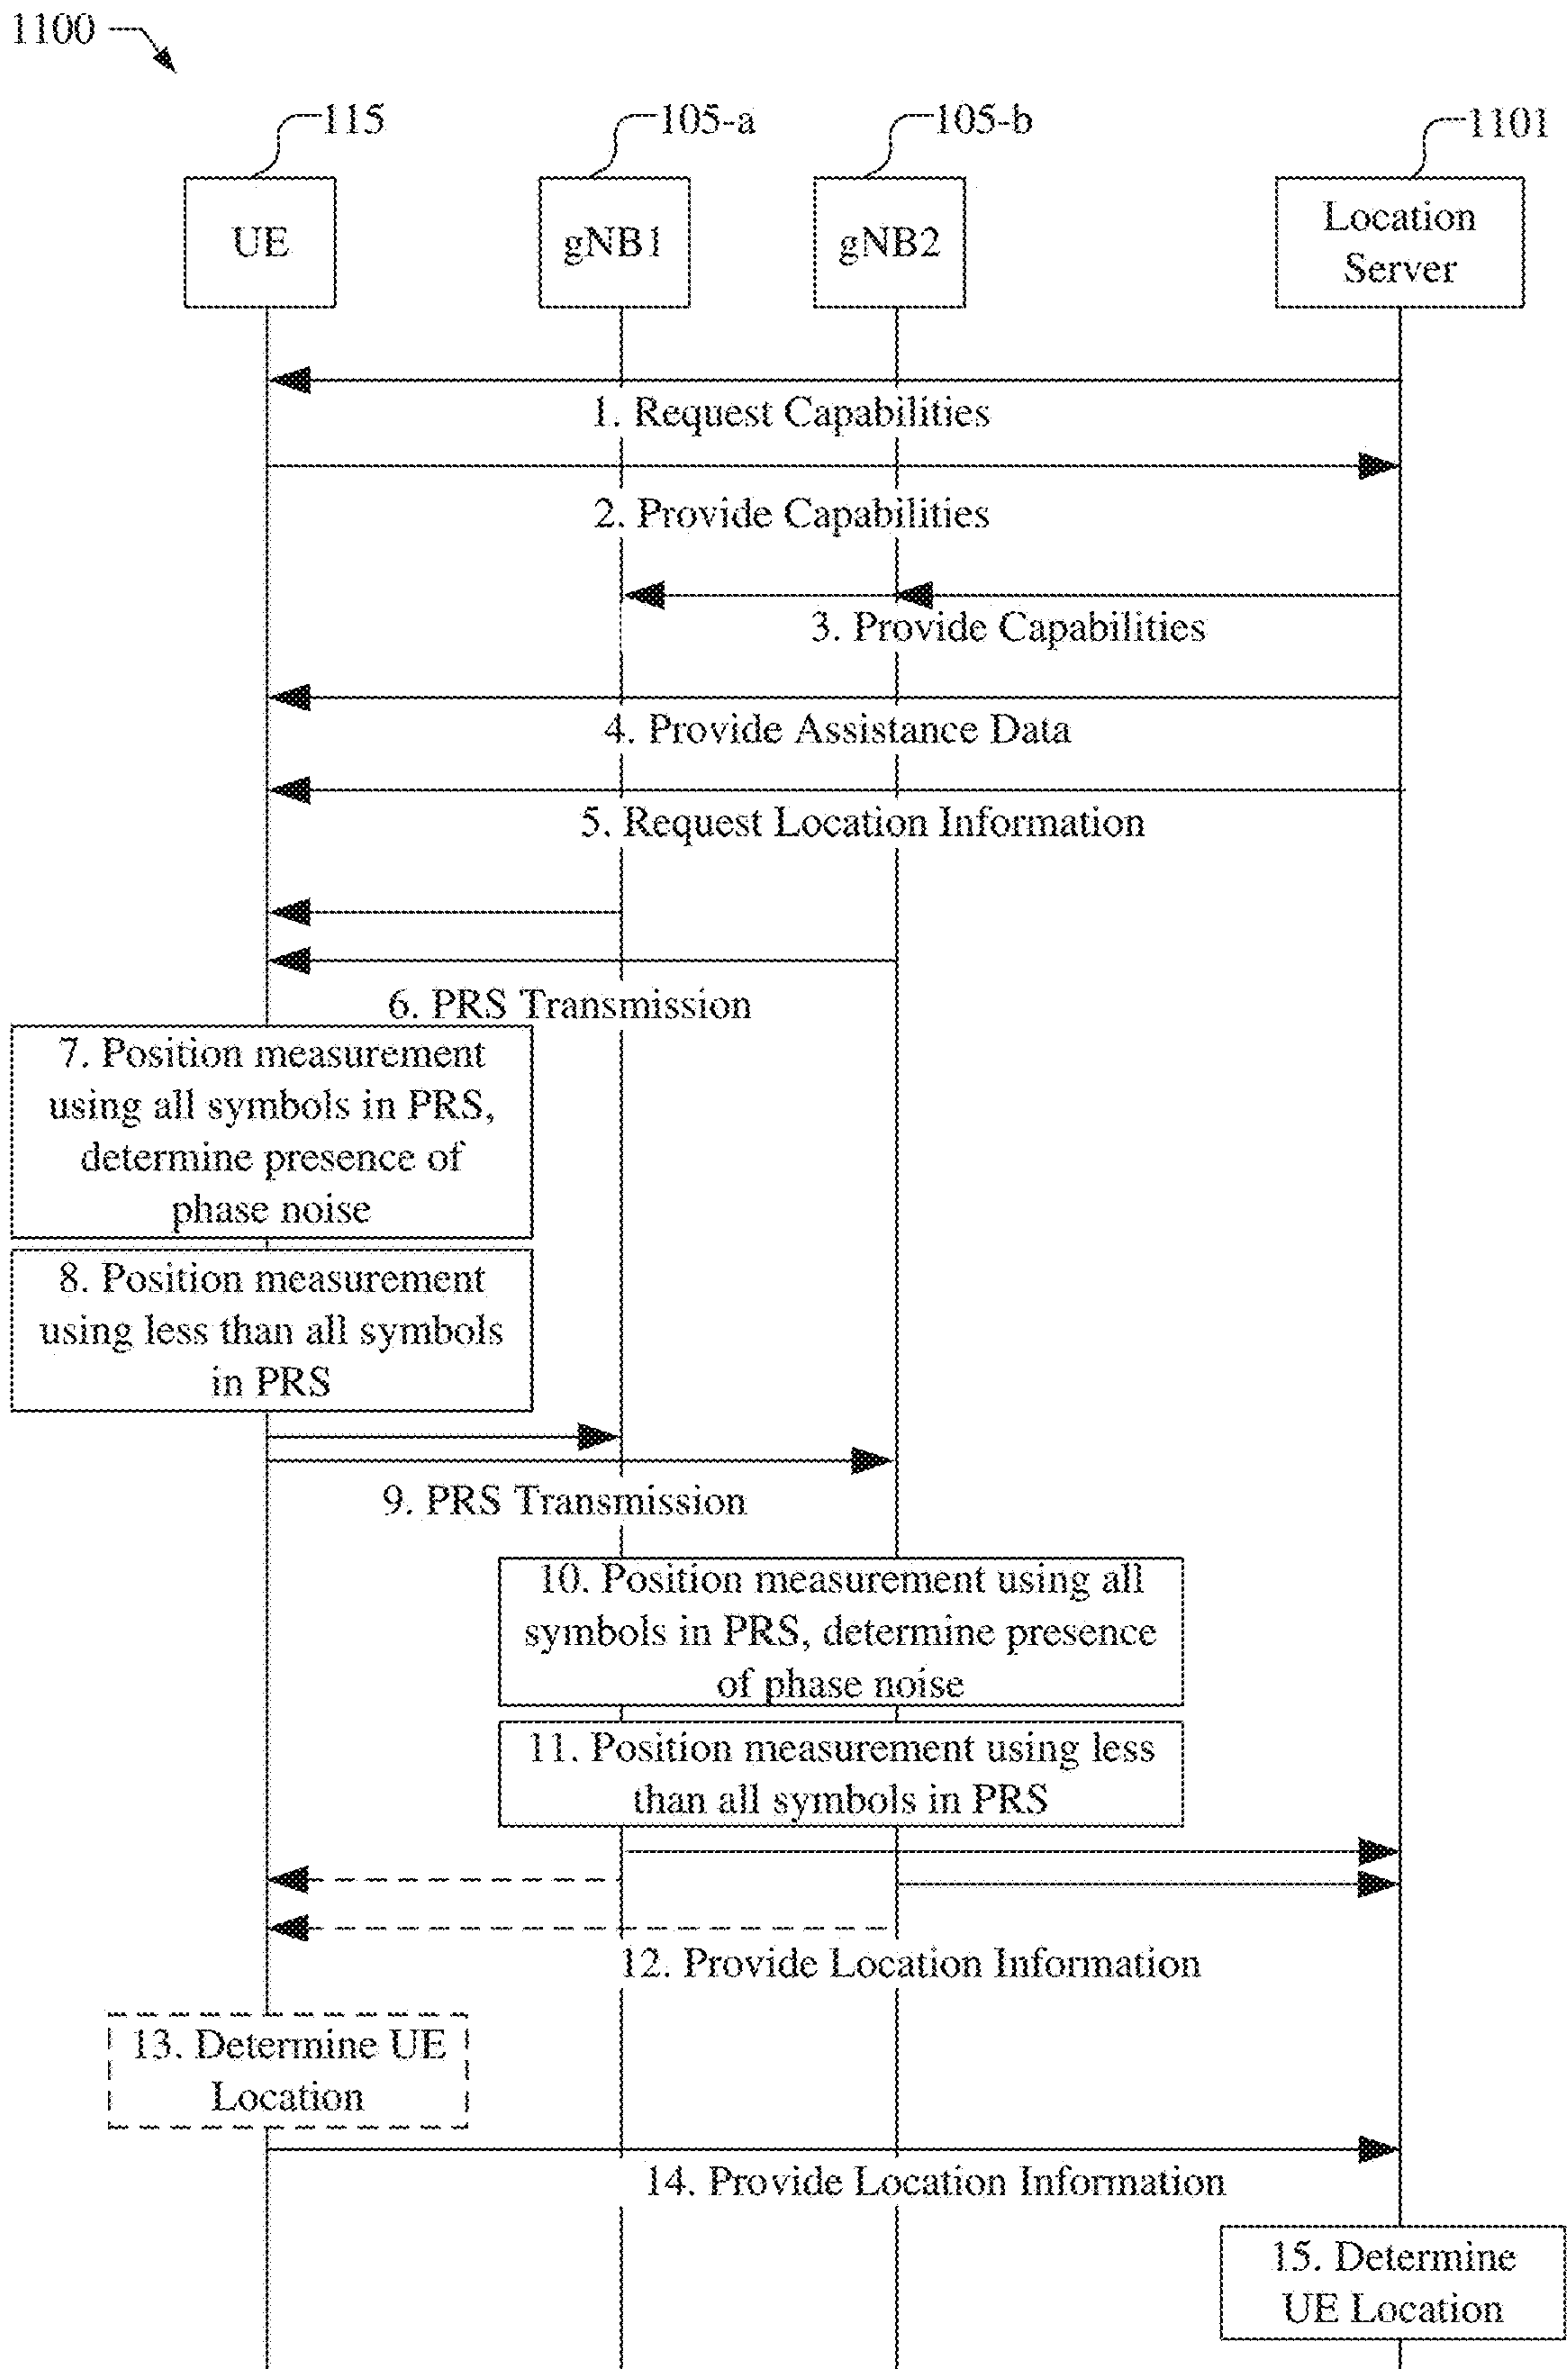 1100
115
105-a
105-b
1101
UE
gNB1
gNB2
Location
Server
1. Request Capabilities
2. Provide Capabilities
3. Provide Capabilities
4. Provide Assistance Data
5. Request Location Information
6. PRS Transmission
7. Position measurement
using all symbols in PRS,
determine presence of
phase noise
8. Position measurement
using less than all symbols
in PRS
9. PRS Transmission
10. Position measurement using all
symbols in PRS, determine presence
of phase noise
11. Position measurement using less
than all symbols in PRS
12. Provide Location Information
13. Determine UE
Location
14. Provide Location Information
15. Determine
UE Location